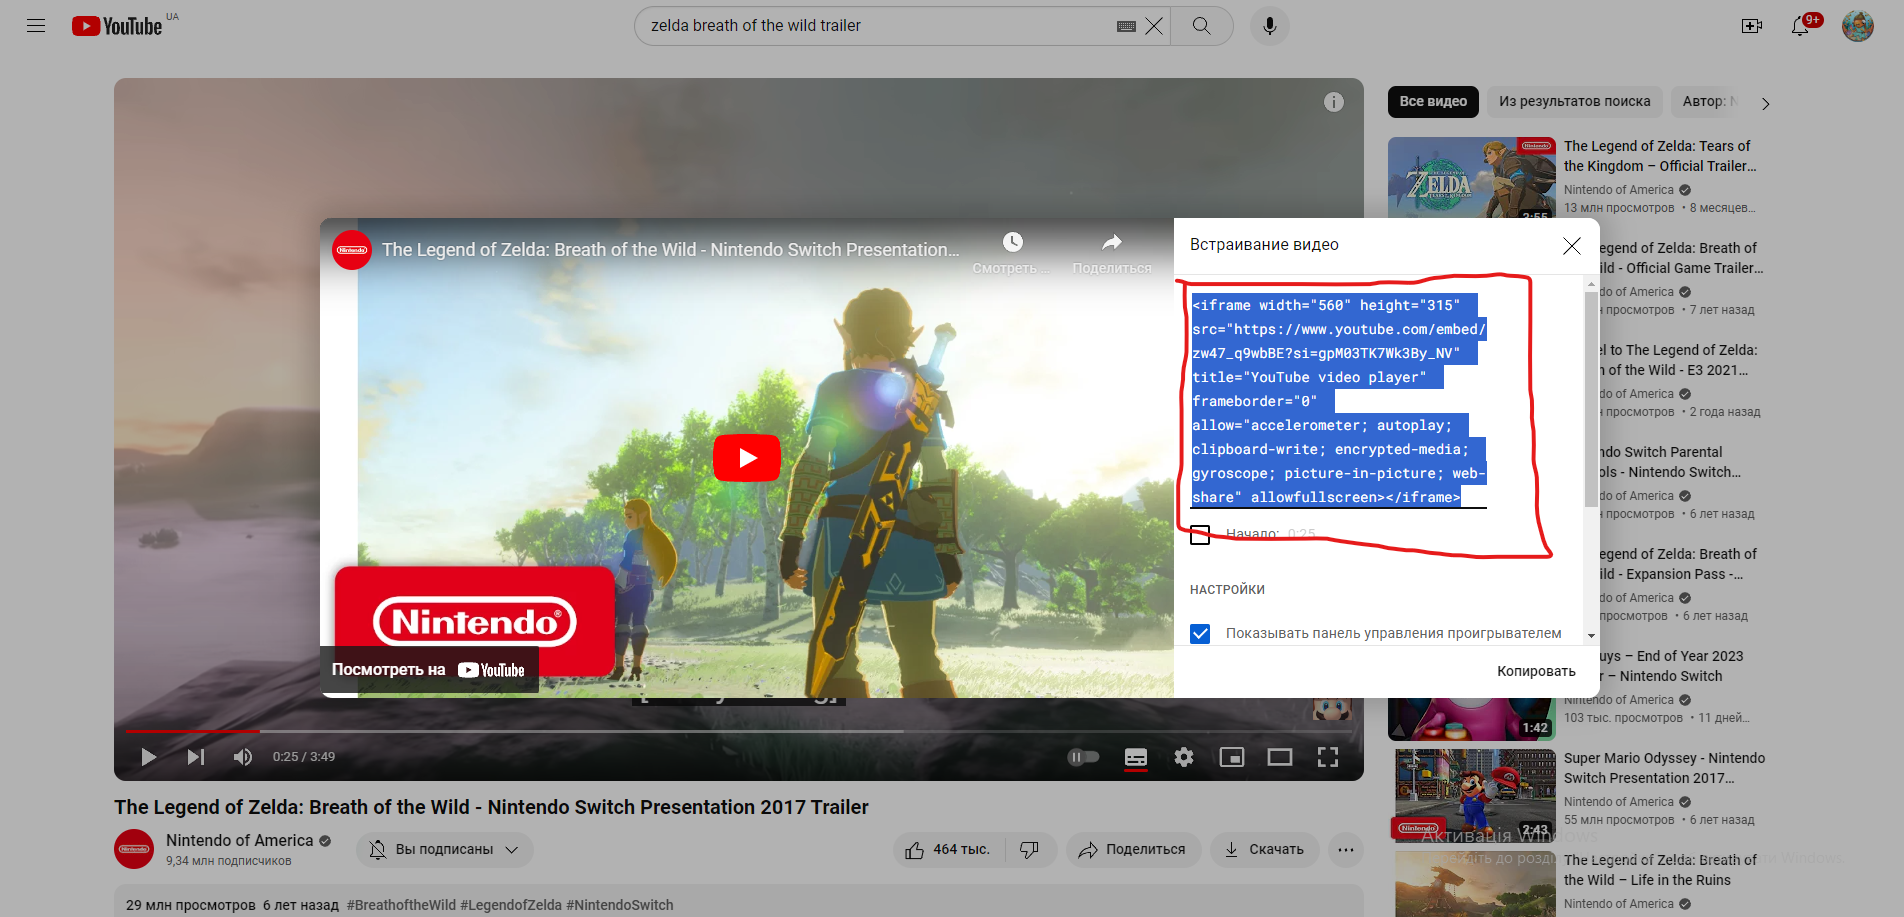 YouTube UA
zelda breath of the wild trailer
9+
Все видео
Из результатов поиска
Автор:
The Legend of Zelda: Breath of the Wild - Nintendo Switch Presentation...
Смотреть ...
Поделиться
Nintendo
Посмотреть на YouTube
Встраивание видео
<iframe width="560" height="315"
src="https://www.youtube.com/embed/
zw47_q9wbBE?si=gpM03TK7Wk3By_NV"
title="YouTube video player"
frameborder="0"
allow="accelerometer; autoplay;
clipboard-write; encrypted-media;
gyroscope; picture-in-picture; web-
share" allowfullscreen></iframe>
Начало: 0:25
НАСТРОЙКИ
Показывать панель управления проигрывателем
Копировать
0:25 / 3:49
The Legend of Zelda: Breath of the Wild - Nintendo Switch Presentation 2017 Trailer
Nintendo
Nintendo of America
9,34 млн подписчиков
Вы подписаны
464 тыс.
Поделиться
Скачать
29 млн просмотров 6 лет назад #BreathoftheWild #LegendofZelda #NintendoSwitch
Nintendo
ZELDA
The Legend of Zelda: Tears of
the Kingdom – Official Trailer...
Nintendo of America
13 млн просмотров • 8 месяцев...
egend of Zelda: Breath of
ild - Official Game Trailer...
do of America
просмотров • 7 лет назад
el to The Legend of Zelda:
h of the Wild - E3 2021...
do of America
просмотров • 2 года назад
ndo Switch Parental
ols - Nintendo Switch...
do of America
просмотров • 6 лет назад
egend of Zelda: Breath of
ild - Expansion Pass -...
do of America
просмотров • 6 лет назад
uys – End of Year 2023
r – Nintendo Switch
Nintendo of America
103 тыс. просмотров • 11 дней...
1:42
Super Mario Odyssey - Nintendo
Switch Presentation 2017...
Nintendo of America
55 млн просмотров • 6 лет назад
Nintendo
2:43
Активація Windows
The Legend of Zelda: Breath of
the Wild – Life in the Ruins
Nintendo of America